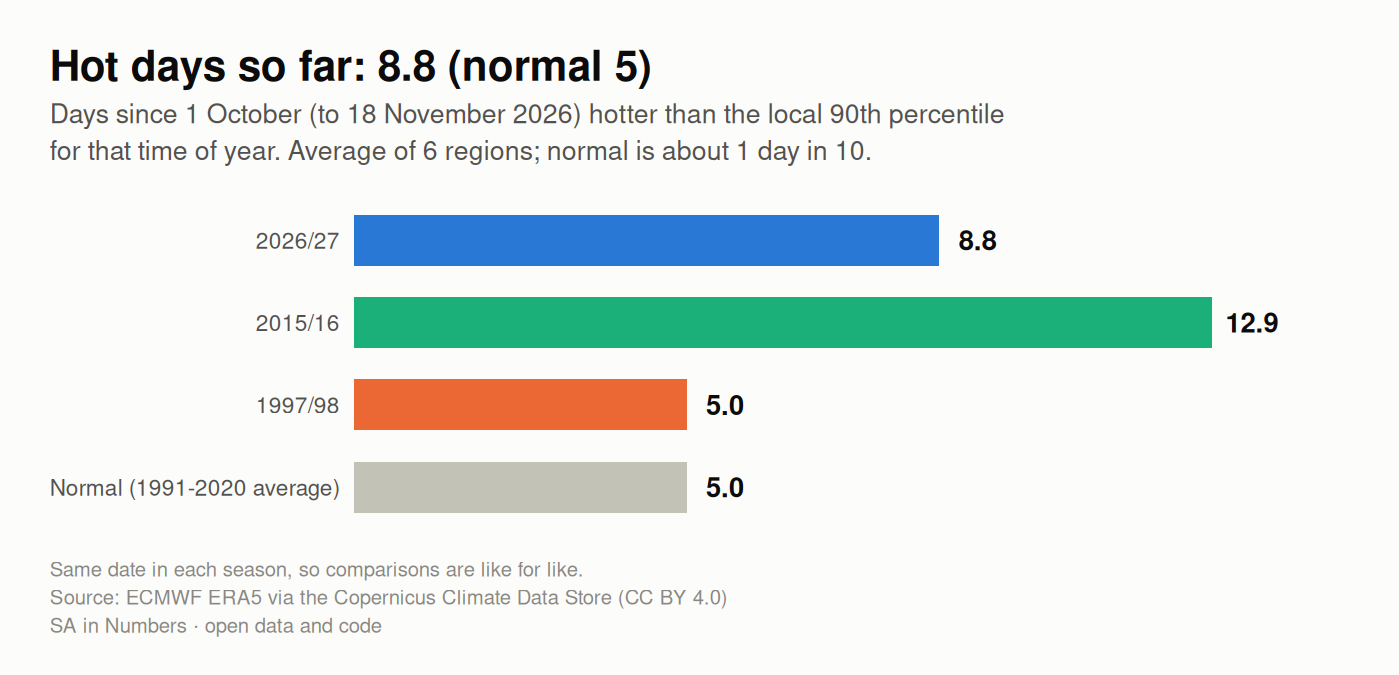 Hot days so far: 8.8 (normal 5)
Days since 1 October (to 18 November 2026) hotter than the local 90th percentile
for that time of year. Average of 6 regions; normal is about 1 day in 10.
2026/27 8.8
2015/16 12.9
1997/98 5.0
Normal (1991-2020 average) 5.0
Same date in each season, so comparisons are like for like.
Source: ECMWF ERA5 via the Copernicus Climate Data Store (CC BY 4.0)
SA in Numbers · open data and code